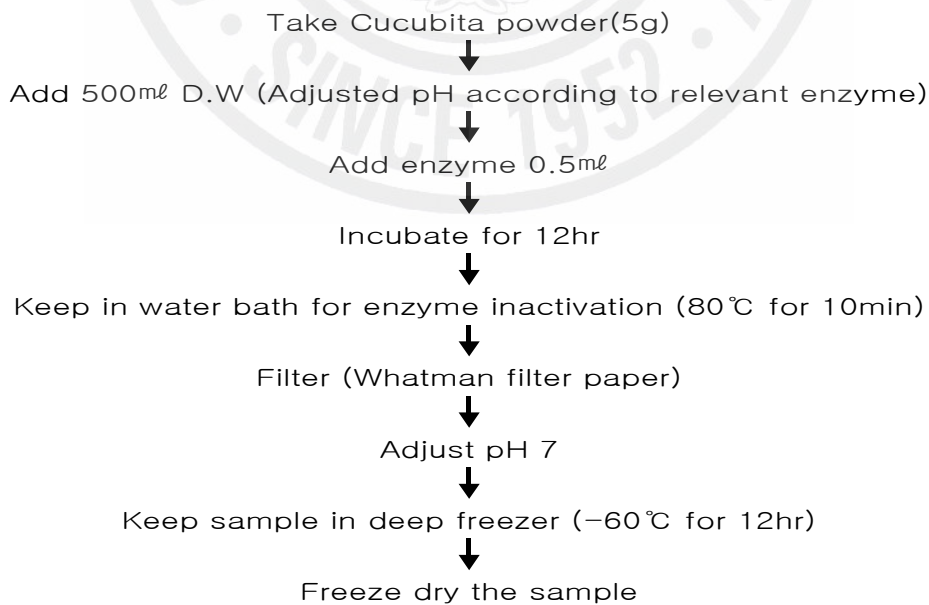 Take Cucubita powder(5g)
Add 500㎖ D.W (Adjusted pH according to relevant enzyme)
Add enzyme 0.5㎖
Incubate for 12hr
Keep in water bath for enzyme inactivation (80℃ for 10min)
Filter (Whatman filter paper)
Adjust pH 7
Keep sample in deep freezer (-60℃ for 12hr)
Freeze dry the sample
SINCE 1952